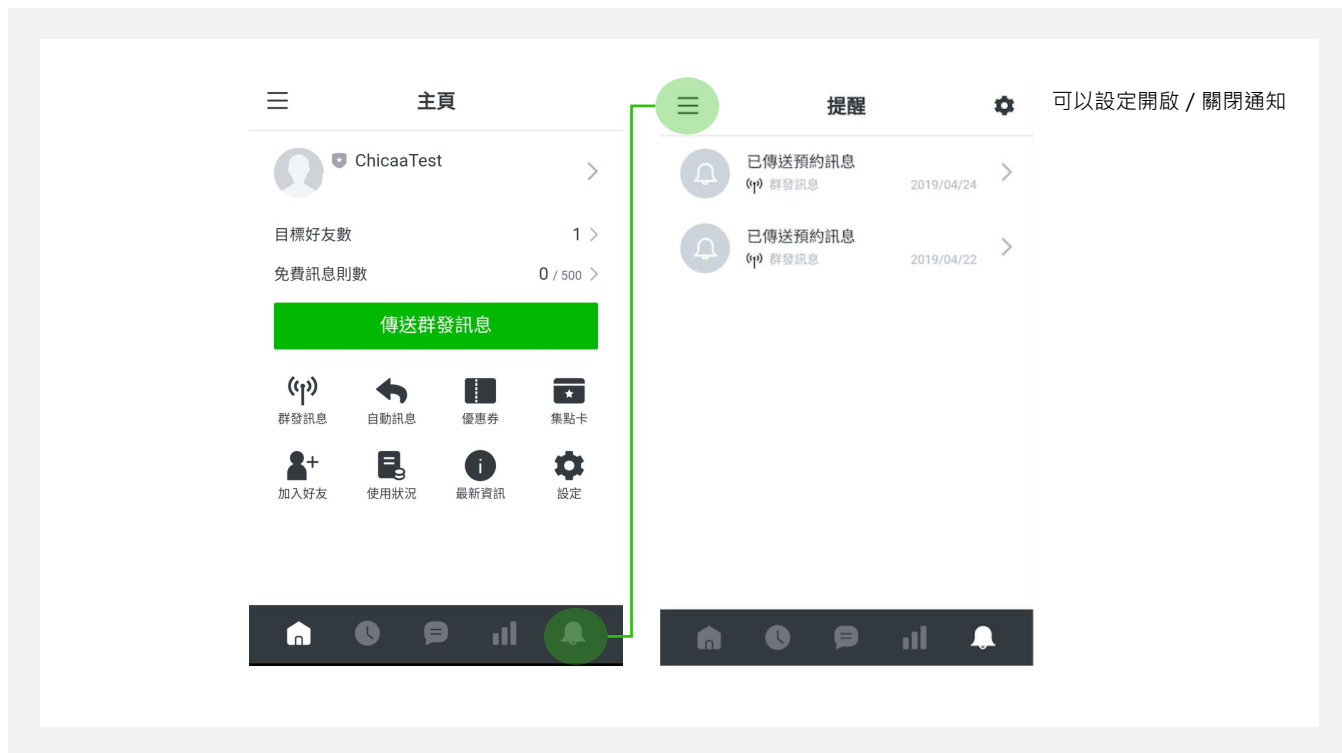 主頁
ChicaaTest
目標好友數 1
免費訊息則數 0 / 500
傳送群發訊息
群發訊息 自動訊息 優惠券 集點卡
加入好友 使用狀況 最新資訊 設定
提醒
已傳送預約訊息
群發訊息 2019/04/24
已傳送預約訊息
群發訊息 2019/04/22
可以設定開啟 / 關閉通知